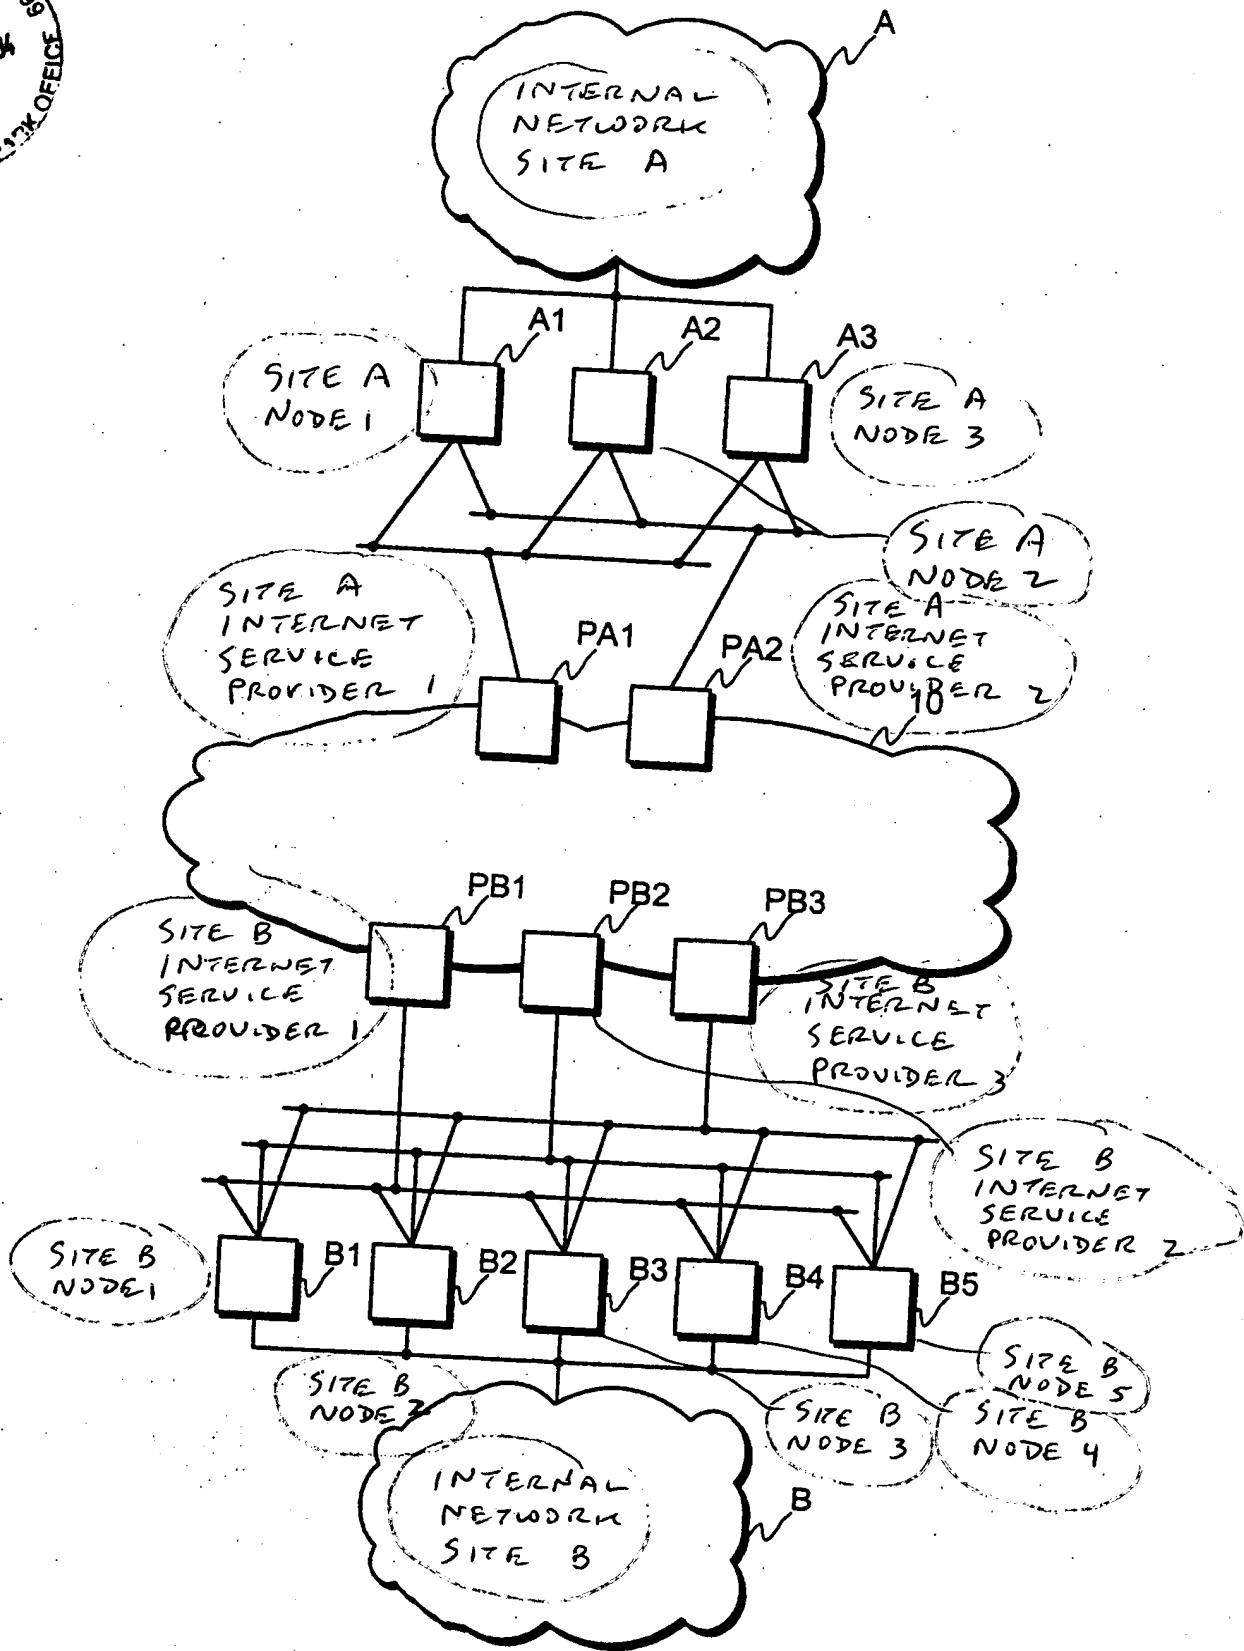 OFFICE
A
INTERNAL
NETWORK
SITE A
A1
A2
A3
SITE A
NODE 1
SITE A
NODE 3
SITE A
NODE 2
SITE A
INTERNET
SERVICE
PROVIDER 1
PA1
PA2
SITE A
INTERNET
SERVICE
PROVIDER 2
10
PB1
PB2
PB3
SITE B
INTERNET
SERVICE
PROVIDER 1
SITE B
INTERNET
SERVICE
PROVIDER 3
SITE B
INTERNET
SERVICE
PROVIDER 2
SITE B
NODE 1
B1
B2
B3
B4
B5
SITE B
NODE 5
SITE B
NODE 2
SITE B
NODE 3
SITE B
NODE 4
INTERNAL
NETWORK
SITE B
B